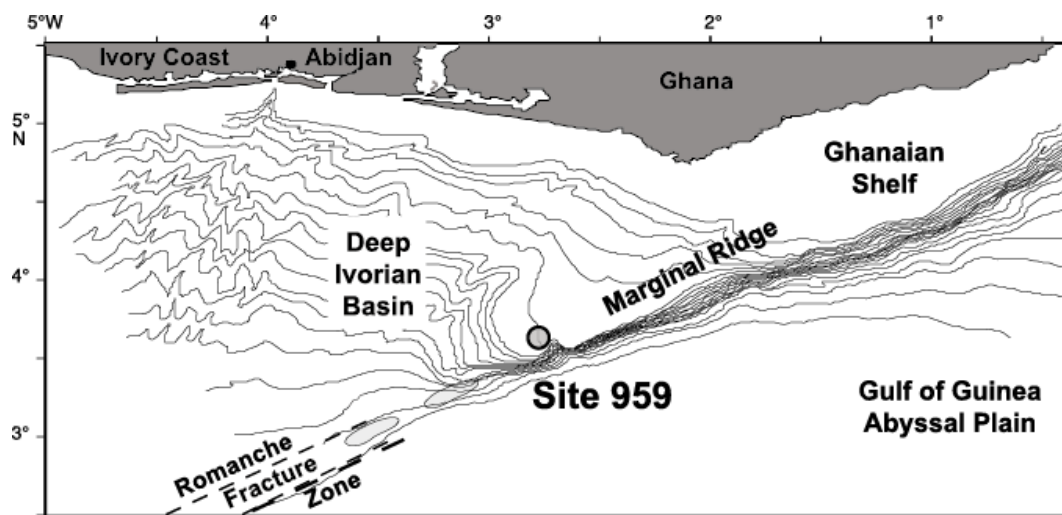 5°W 4° 3° 2° 1°
Ivory Coast Abidjan
Ghana
5°
N
Ghanaian
Shelf
Deep
Ivorian
Basin
4°
Marginal Ridge
Site 959
Gulf of Guinea
Abyssal Plain
3°
Romanche
Fracture
Zone